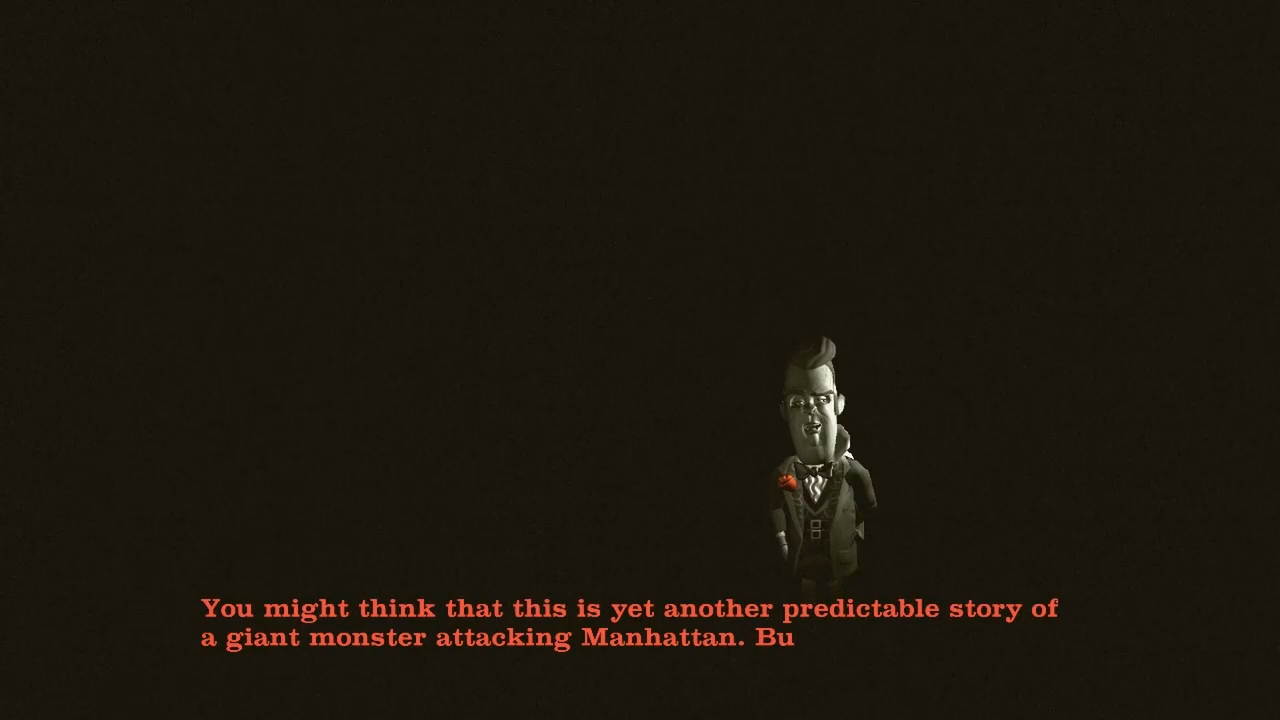 You might think that this is yet another predictable story of
a giant monster attacking Manhattan. Bu